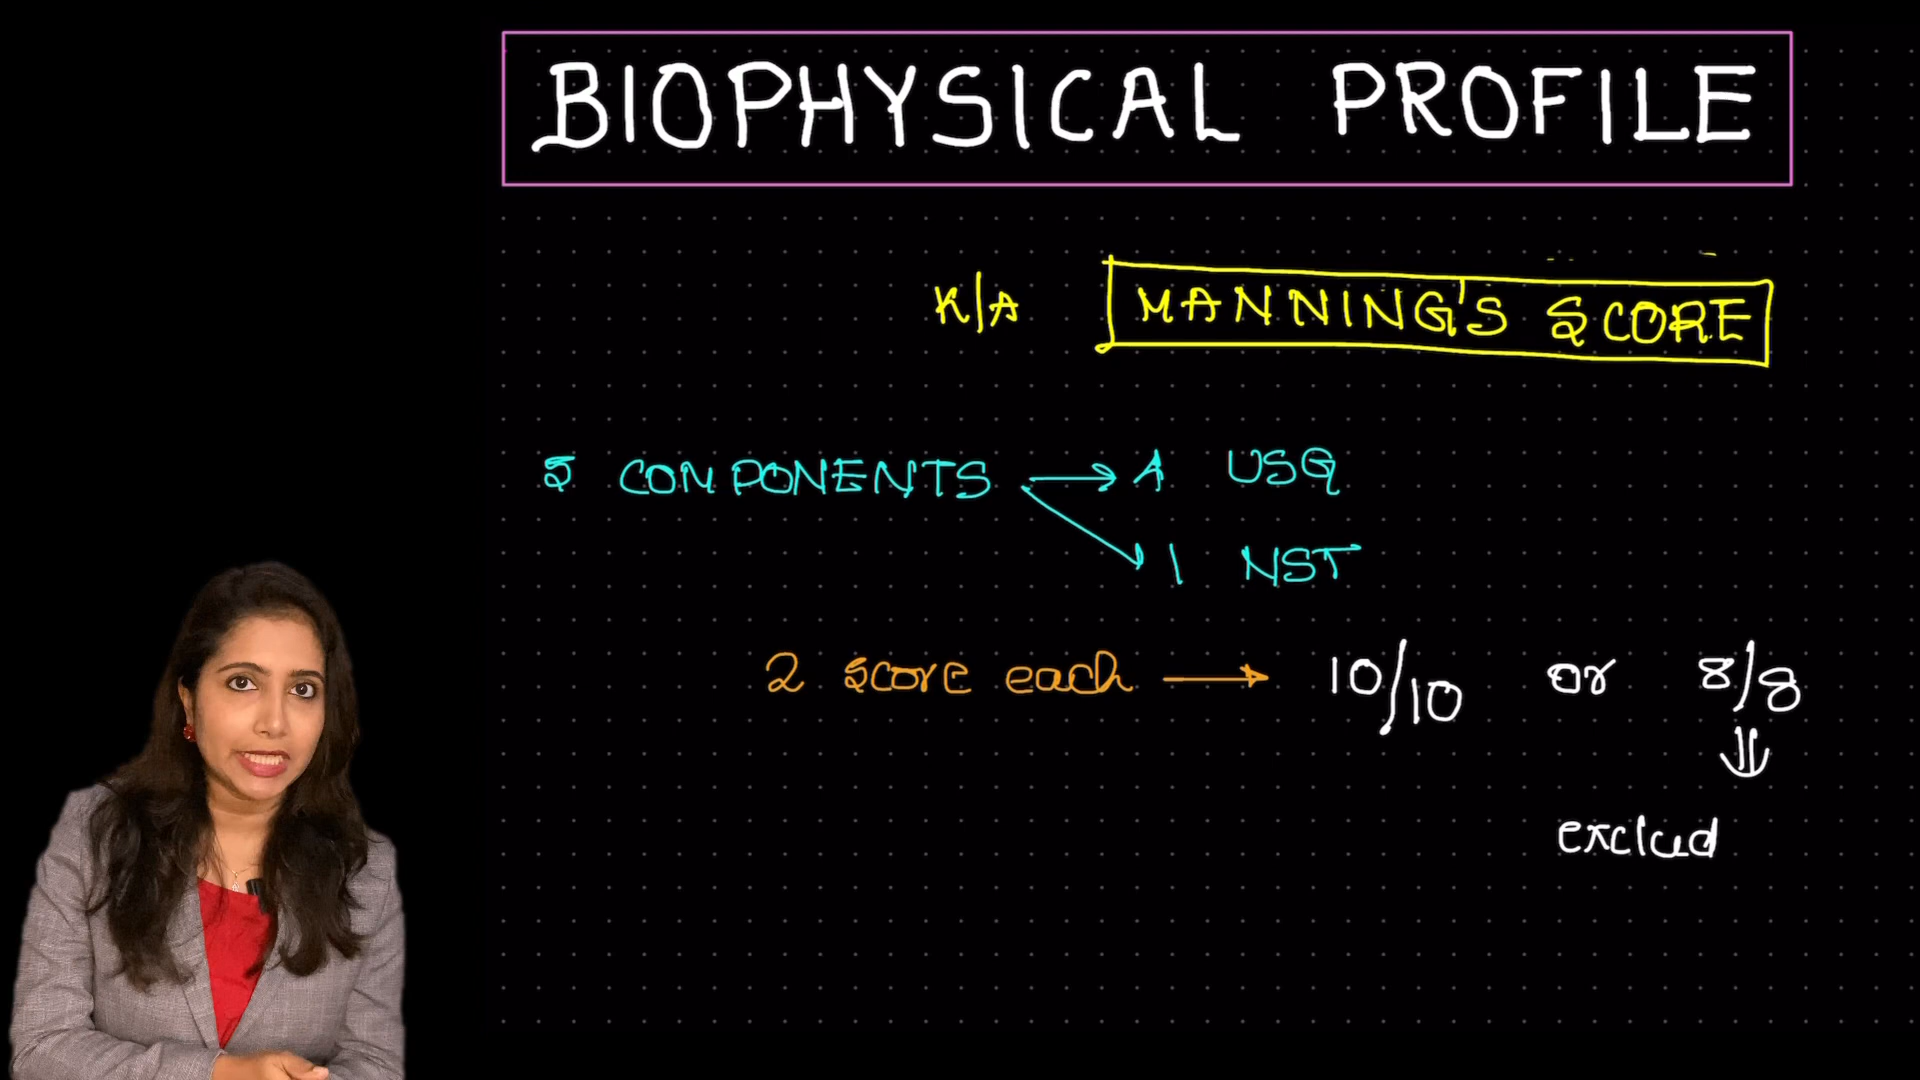 BIOPHYSICAL PROFILE
K/A MANNING'S SCORE
5 COMPONENTS → 4 USG
1 NST
2 score each → 10/10 or 8/8
exclud